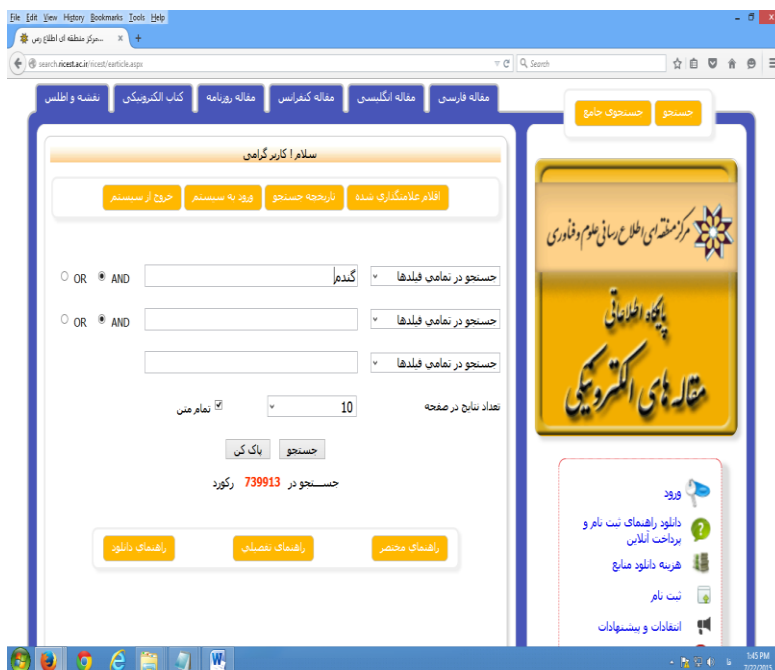 File Edit View History Bookmarks Tools Help
مرکز منطقه ای اطلاع رس...
search.ricest.ac.ir/ricest/earticle.aspx
Search
مقاله فارسی
مقاله انگلیسی
مقاله کنفرانس
مقاله روزنامه
کتاب الکترونیکی
نقشه و اطلس
جستجو
جستجوی جامع
سلام ! کاربر گرامی
اقلام علامتگذاری شده
تاریخچه جستجو
ورود به سیستم
خروج از سیستم
مرکز منطقه ای اطلاع رسانی علوم و فناوری
پایگاه اطلاعاتی
مقاله های الکترونیکی
جستجو در تمامی فیلدها
گندم
AND OR
جستجو در تمامی فیلدها
AND OR
جستجو در تمامی فیلدها
تعداد نتایج در صفحه
10
تمام متن
جستجو
پاک کن
جســتجو در 739913 رکورد
راهنمای مختصر
راهنمای تفصیلی
راهنمای دانلود
ورود
دانلود راهنمای ثبت نام و
پرداخت آنلاین
هزینه دانلود منابع
ثبت نام
انتقادات و پیشنهادات
1:45 PM
7/22/2015